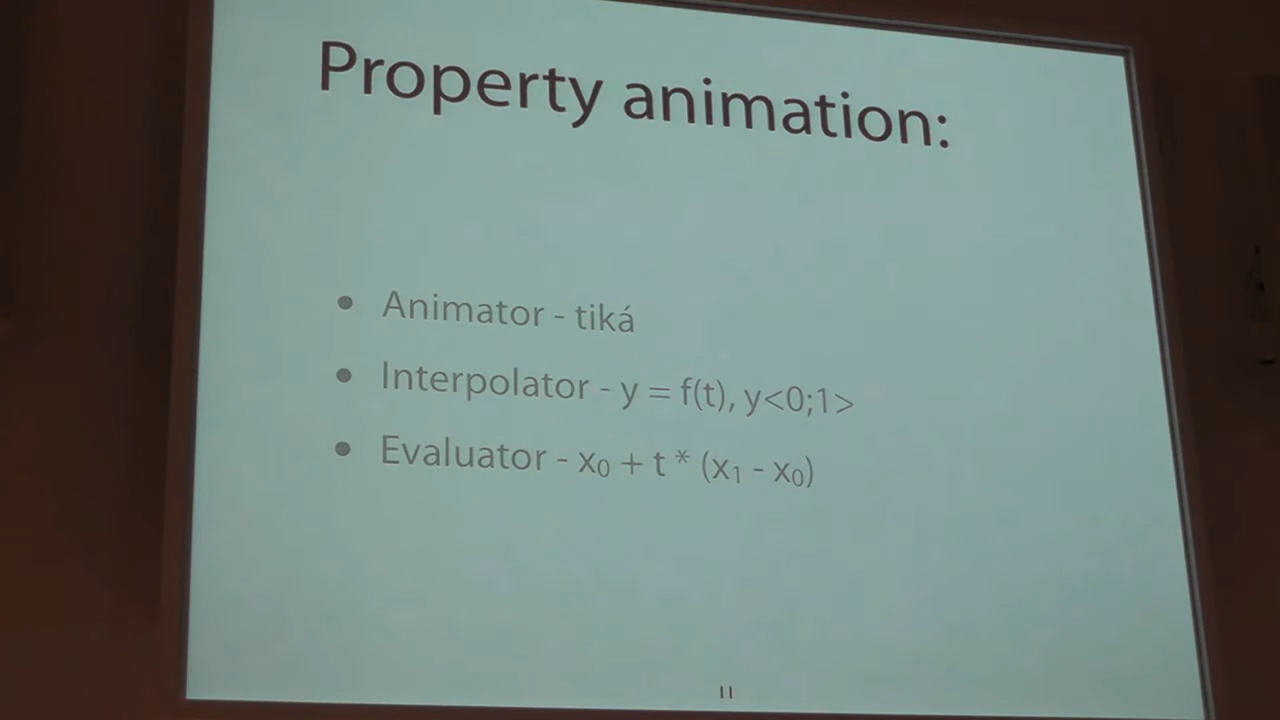 Property animation:
• Animator - tiká
• Interpolator - y = f(t), y<0;1>
• Evaluator - x₀ + t * (x₁ - x₀)
11